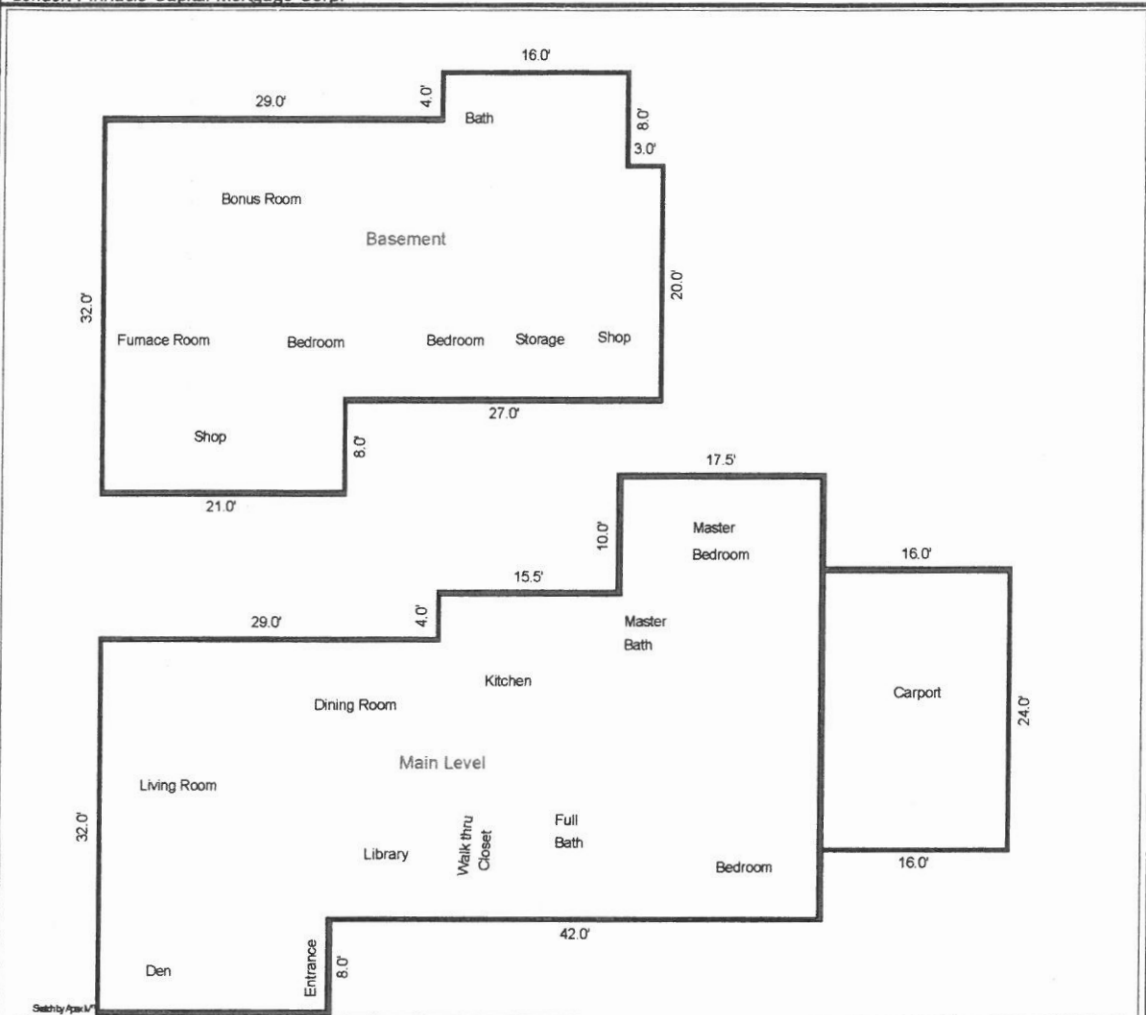 16.0'
29.0'
4.0'
Bath
8.0'
3.0'
Bonus Room
Basement
32.0'
20.0'
Furnace Room
Bedroom
Bedroom
Storage
Shop
27.0'
Shop
8.0'
21.0'
17.5'
Master
Bedroom
10.0'
16.0'
15.5'
29.0'
4.0'
Master
Bath
Kitchen
Dining Room
Carport
24.0'
Main Level
Living Room
32.0'
Full
Bath
Walk thru
Closet
Library
Bedroom
16.0'
42.0'
Entrance
8.0'
Den
Sketch by Apex